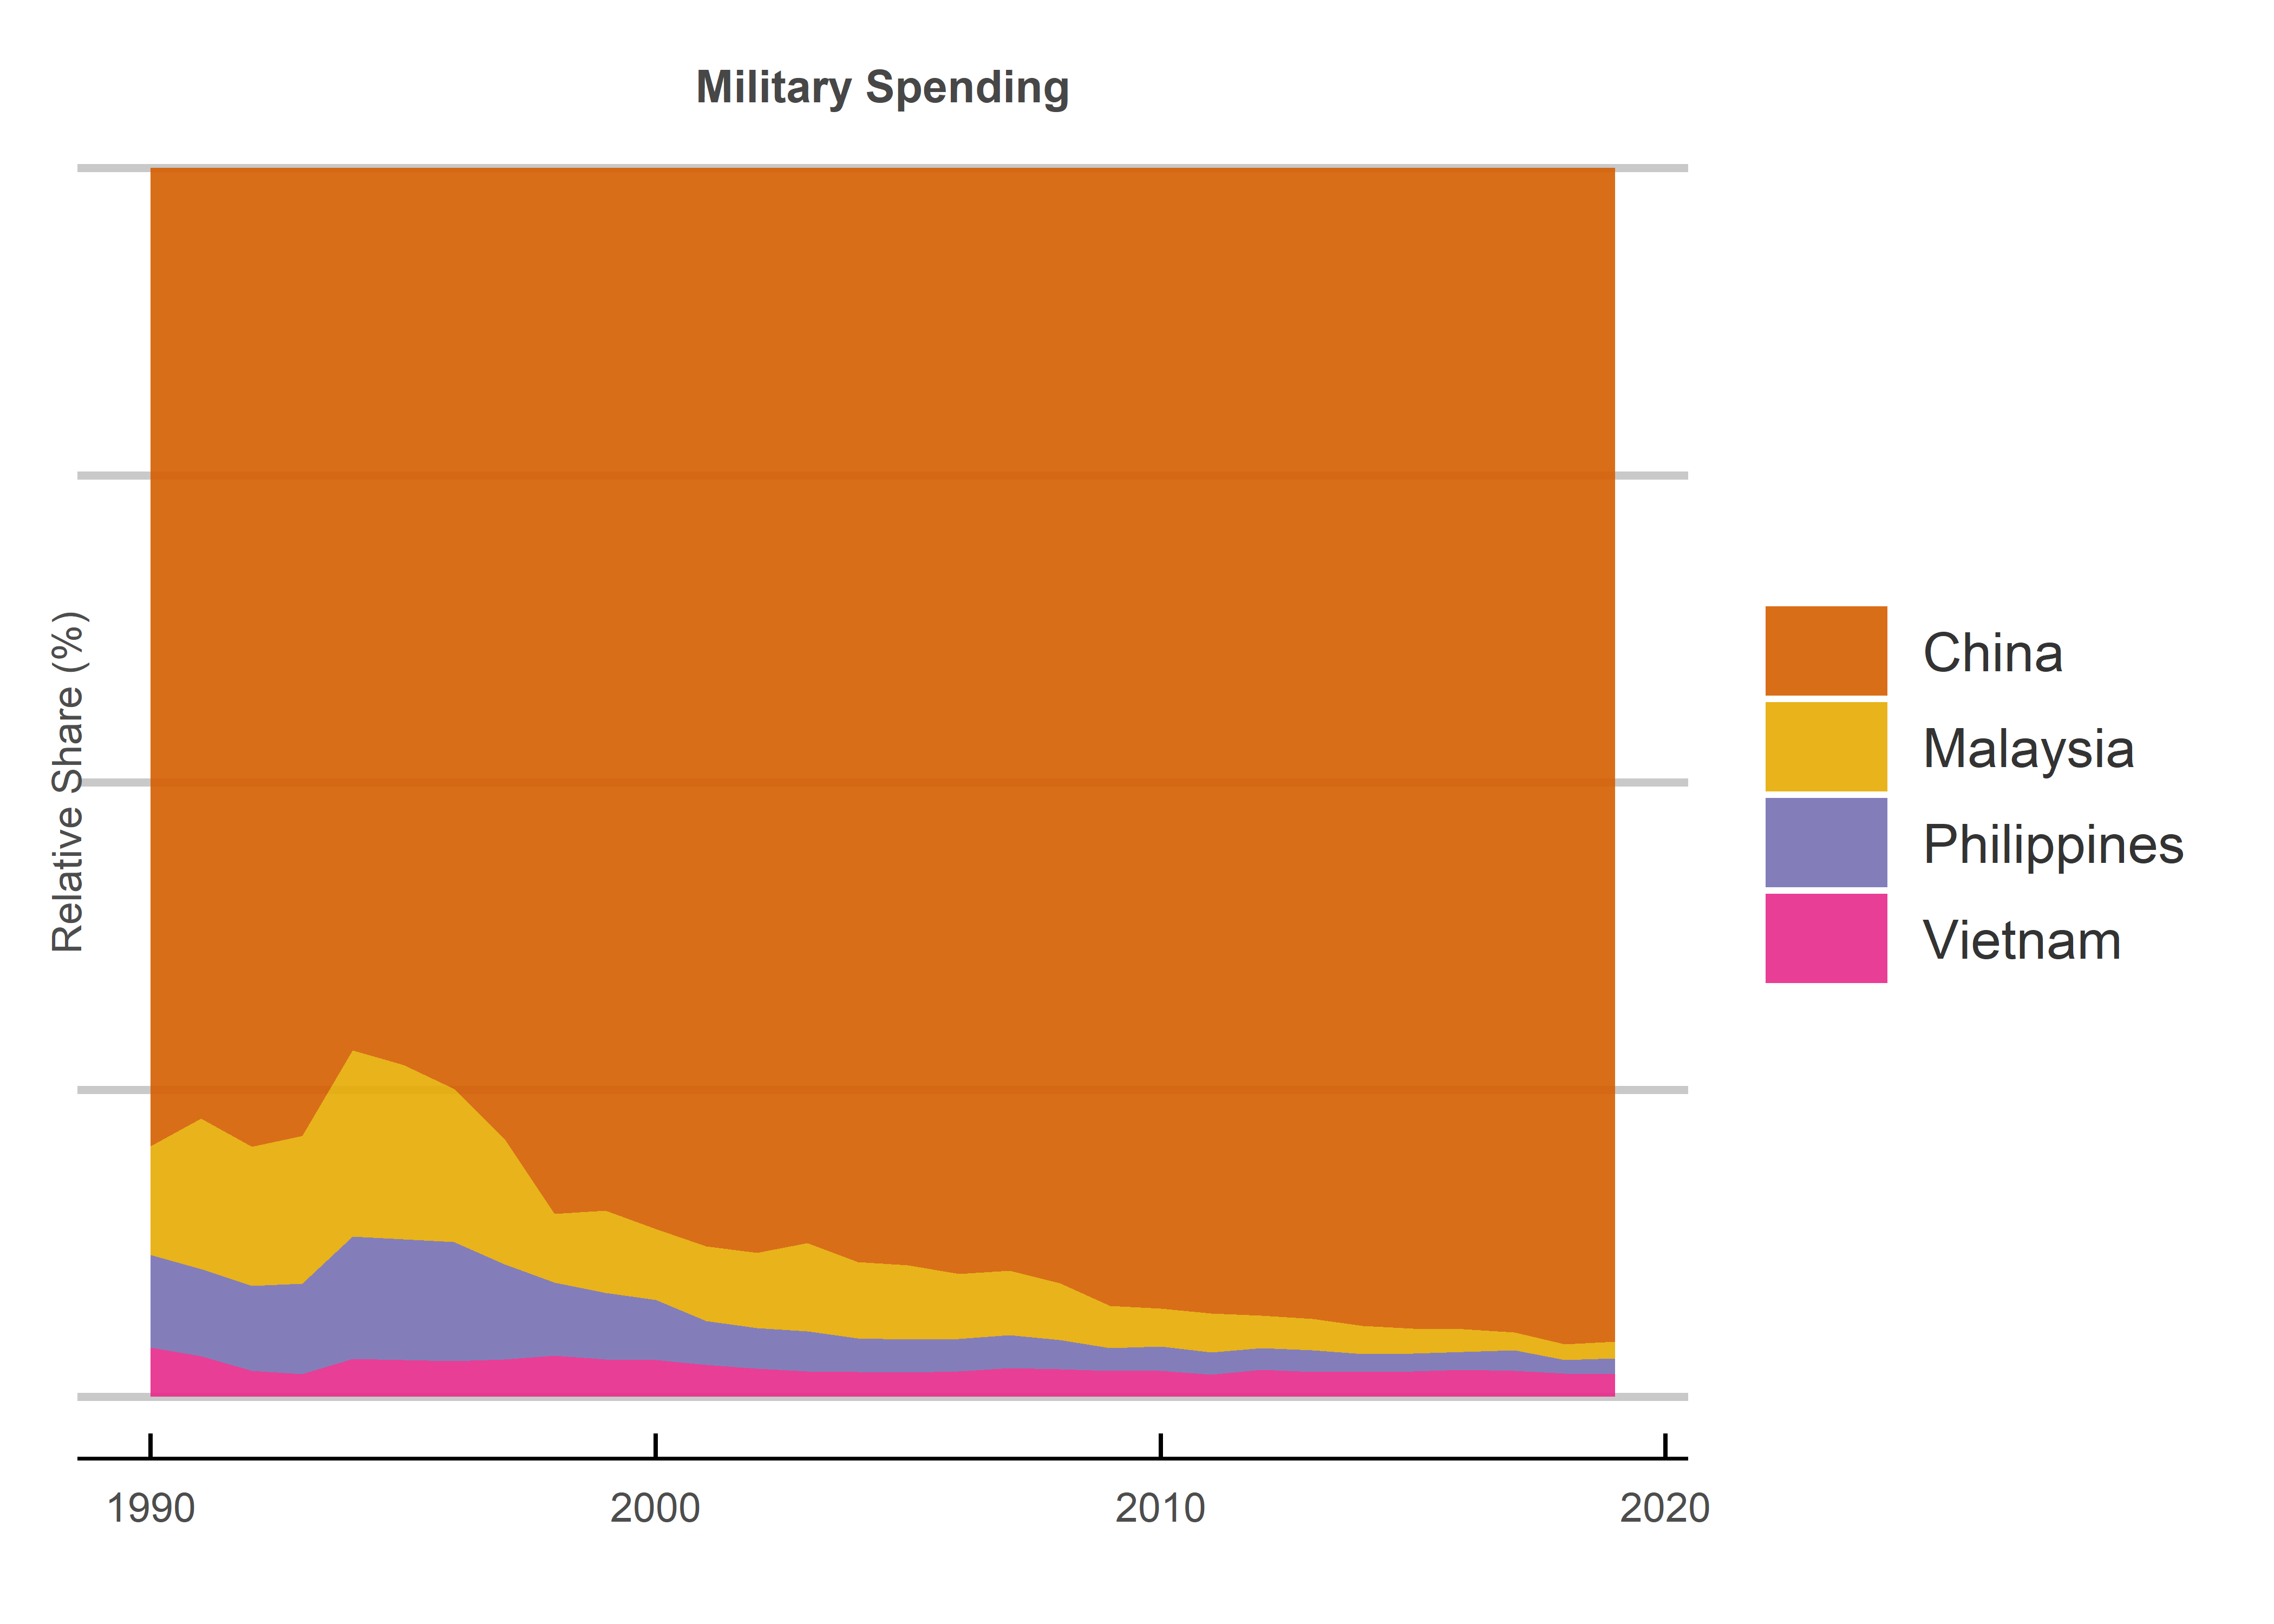 Military Spending
Relative Share (%)
China
Malaysia
Philippines
Vietnam
1990
2000
2010
2020